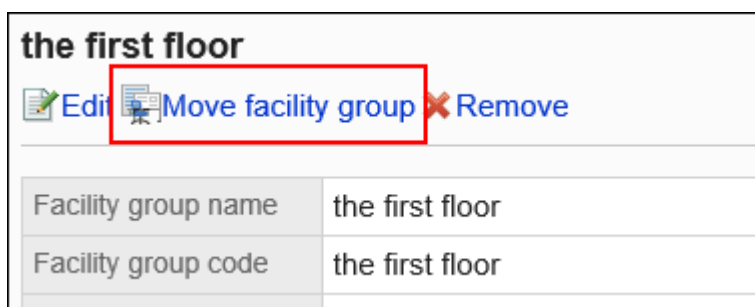 the first floor
Edit Move facility group Remove
Facility group name the first floor
Facility group code the first floor